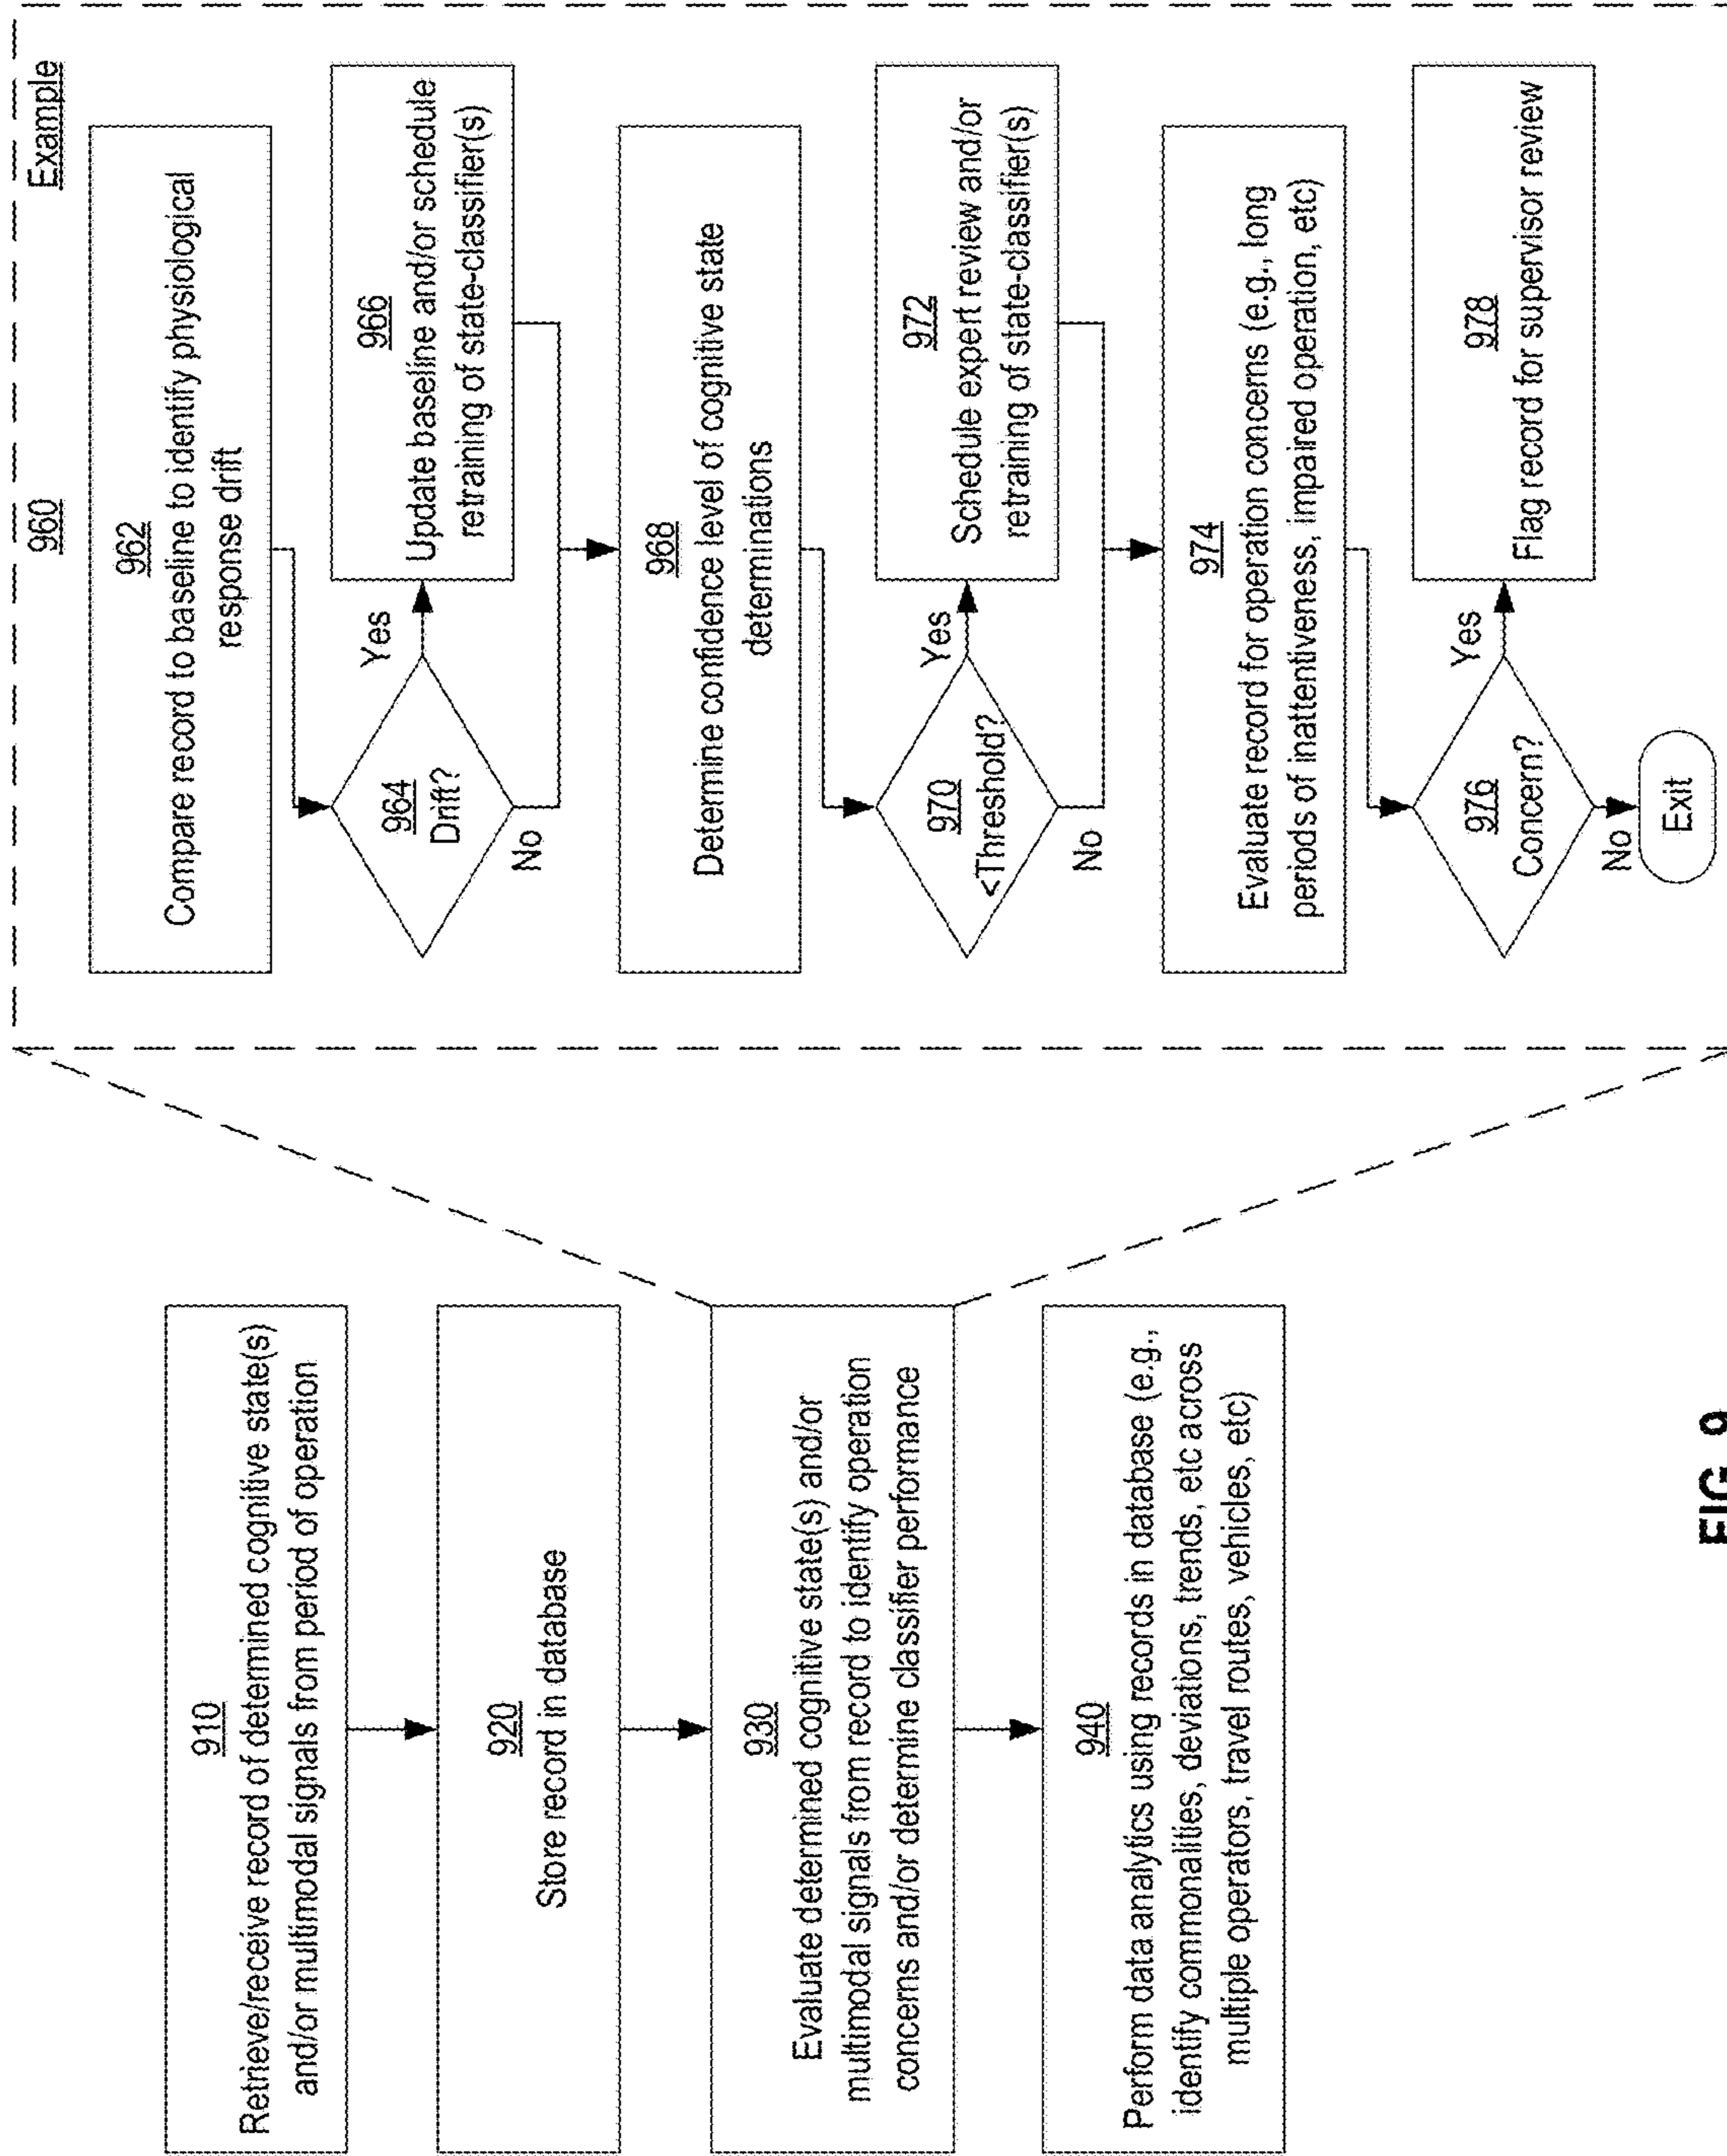 910
Retrieve/receive record of determined cognitive state(s)
and/or multimodal signals from period of operation
920
Store record in database
930
Evaluate determined cognitive state(s) and/or
multimodal signals from record to identify operation
concerns and/or determine classifier performance
940
Perform data analytics using records in database (e.g.,
identify commonalities, deviations, trends, etc across
multiple operators, travel routes, vehicles, etc)
960
Example
962
Compare record to baseline to identify physiological
response drift
964
Drift?
Yes
No
966
Update baseline and/or schedule
retraining of state-classifier(s)
968
Determine confidence level of cognitive state
determinations
970
<Threshold?
Yes
No
972
Schedule expert review and/or
retraining of state-classifier(s)
974
Evaluate record for operation concerns (e.g., long
periods of inattentiveness, impaired operation, etc)
976
Concern?
Yes
No
978
Flag record for supervisor review
Exit
FIG. 9